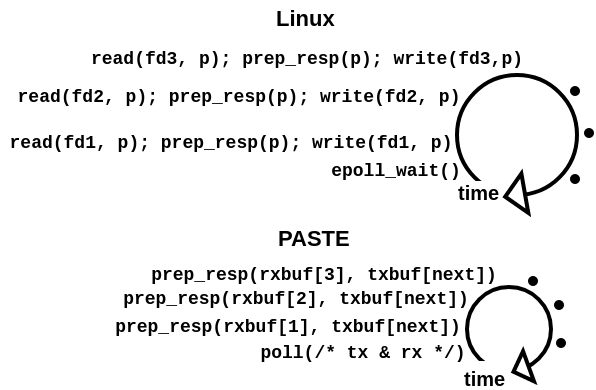 Linux
read(fd3, p); prep_resp(p); write(fd3,p)
read(fd2, p); prep_resp(p); write(fd2, p)
read(fd1, p); prep_resp(p); write(fd1, p)
epoll_wait()
time
PASTE
prep_resp(rxbuf[3], txbuf[next])
prep_resp(rxbuf[2], txbuf[next])
prep_resp(rxbuf[1], txbuf[next])
poll(/* tx & rx */)
time